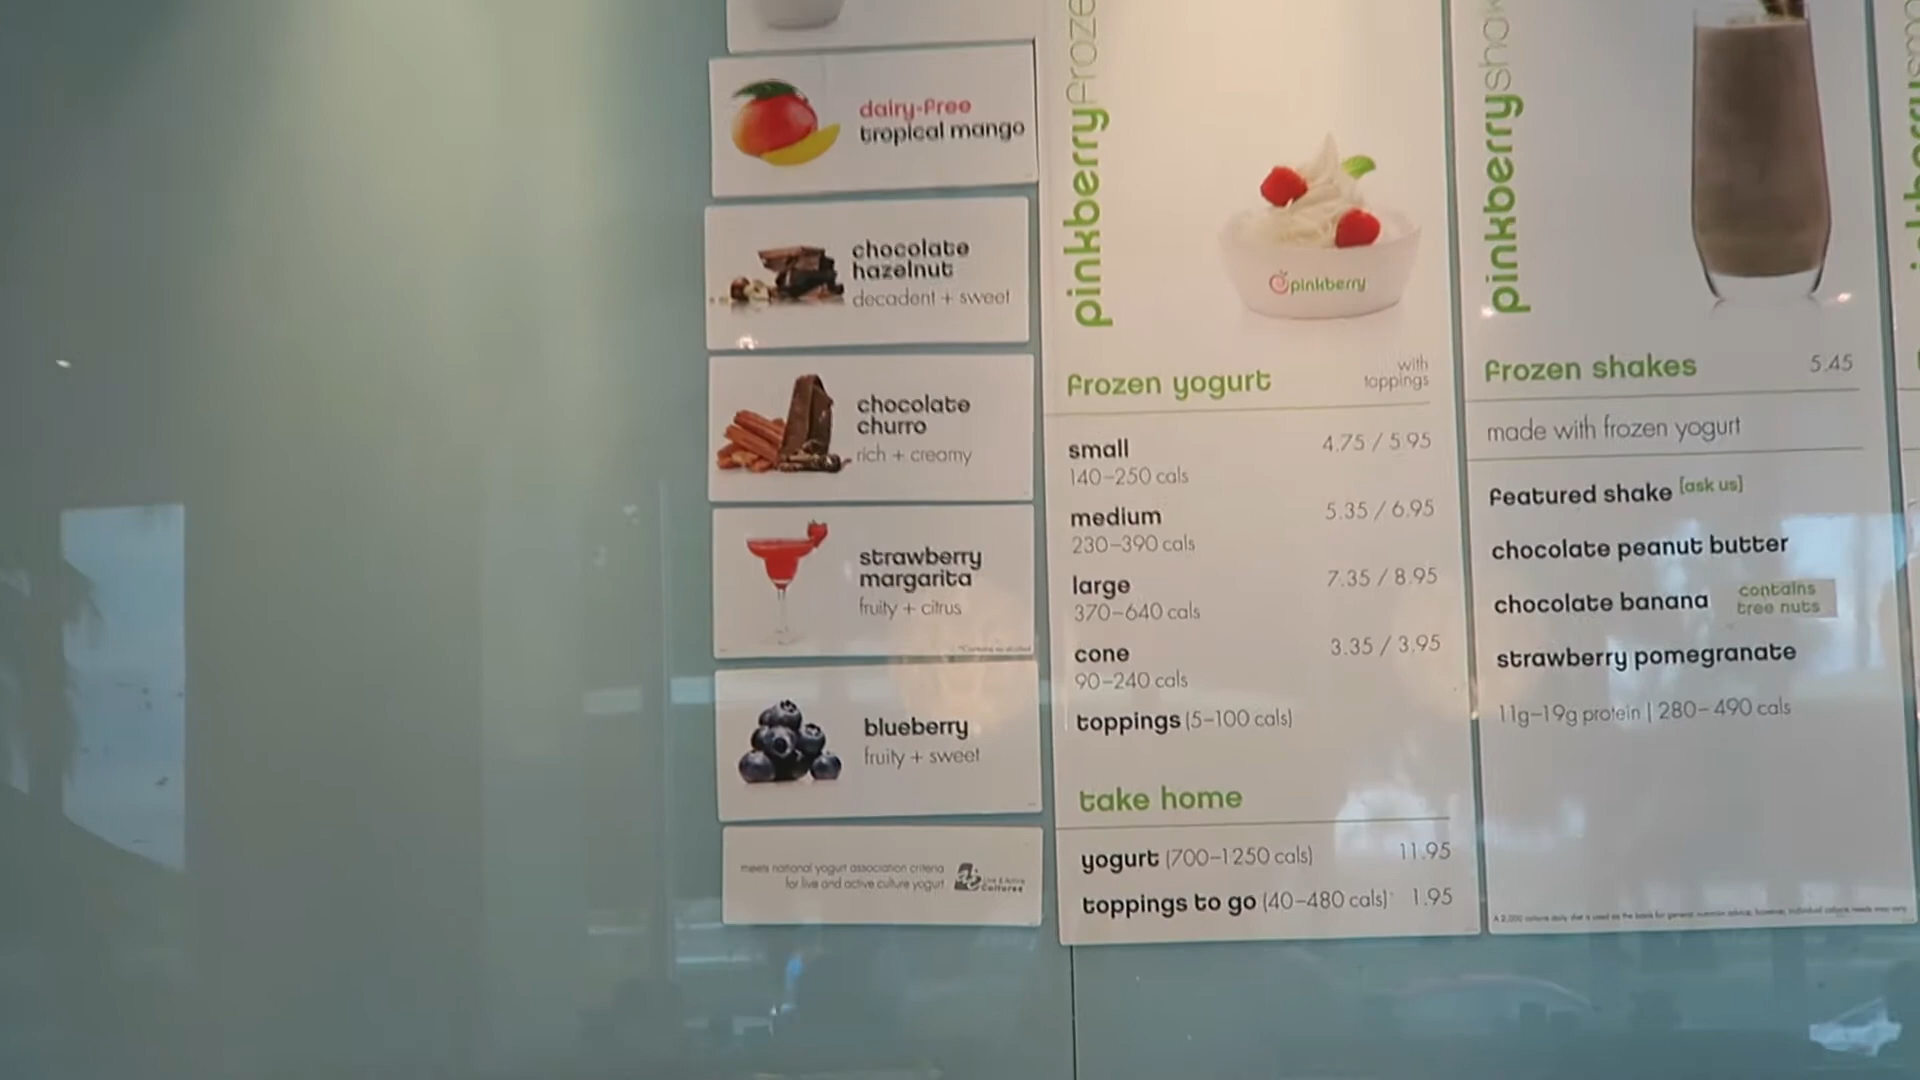 dairy-free
tropical mango
chocolate
hazelnut
decadent + sweet
chocolate
churro
rich + creamy
strawberry
margarita
fruity + citrus
blueberry
fruity + sweet
meets national yogurt association criteria
for live and active culture yogurt
Live & Active
Cultures
pinkberryfroze
pinkberry
frozen yogurt
with
toppings
small 4.75 / 5.95
140–250 cals
medium 5.35 / 6.95
230–390 cals
large 7.35 / 8.95
370–640 cals
cone 3.35 / 3.95
90–240 cals
toppings (5–100 cals)
take home
yogurt (700–1250 cals) 11.95
toppings to go (40–480 cals) 1.95
pinkberrysha
frozen shakes 5.45
made with frozen yogurt
featured shake [ask us]
chocolate peanut butter
chocolate banana
contains
tree nuts
strawberry pomegranate
11g–19g protein | 280–490 cals